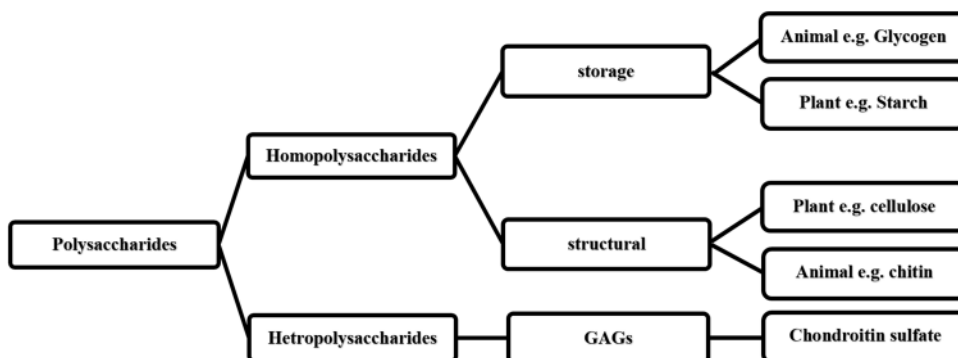 Animal e.g. Glycogen
storage
Plant e.g. Starch
Homopolysaccharides
Plant e.g. cellulose
Polysaccharides
structural
Animal e.g. chitin
Hetropolysaccharides
GAGs
Chondroitin sulfate